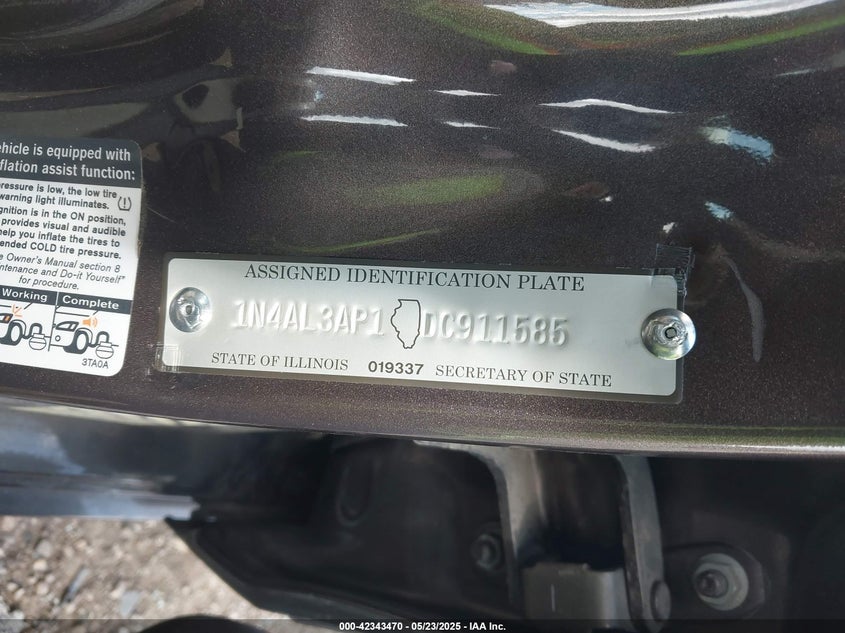 ehicle is equipped with
flation assist function:
pressure is low, the low tire
warning light illuminates.
gnition is in the ON position,
provides visual and audible
help you inflate the tires to
ended COLD tire pressure.
e Owner's Manual section 8
ntenance and Do-it Yourself"
for procedure.
Working Complete
3TA0A
ASSIGNED IDENTIFICATION PLATE
1N4AL3AP1 DC911585
STATE OF ILLINOIS 019337 SECRETARY OF STATE
000-42343470 - 05/23/2025 - IAA Inc.